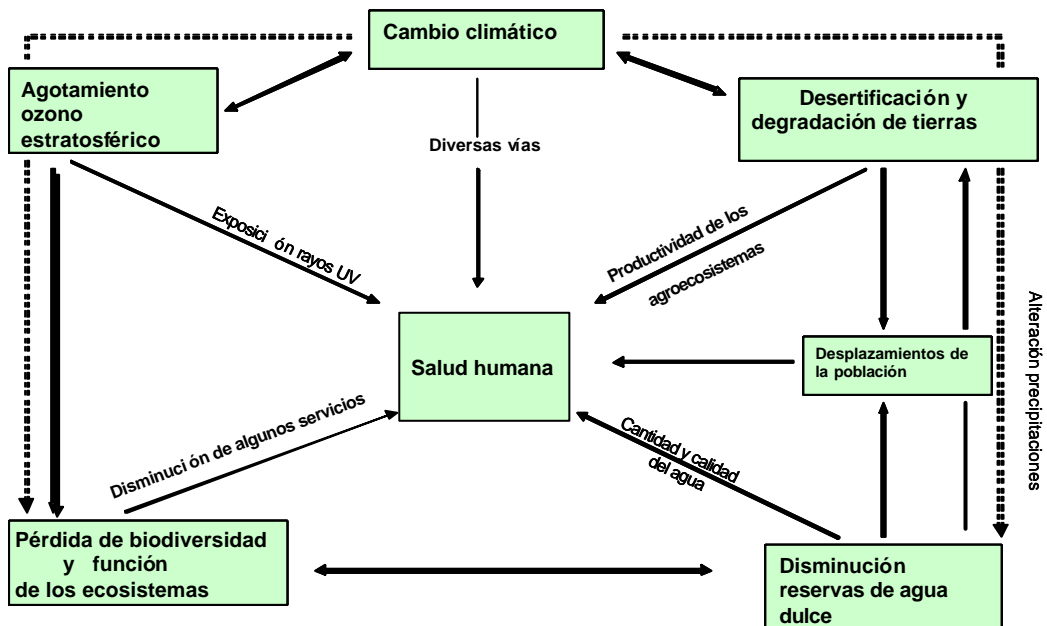 Cambio climático
Agotamiento
ozono
estratosférico
Desertificación y
degradación de tierras
Diversas vías
Exposici ón rayos UV
Productividad de los
agroecosistemas
Alteración precipitaciones
Salud humana
Desplazamientos de
la población
Disminuci ón de algunos servicios
Cantidad y calidad
del agua
Pérdida de biodiversidad
y función
de los ecosistemas
Disminución
reservas de agua
dulce